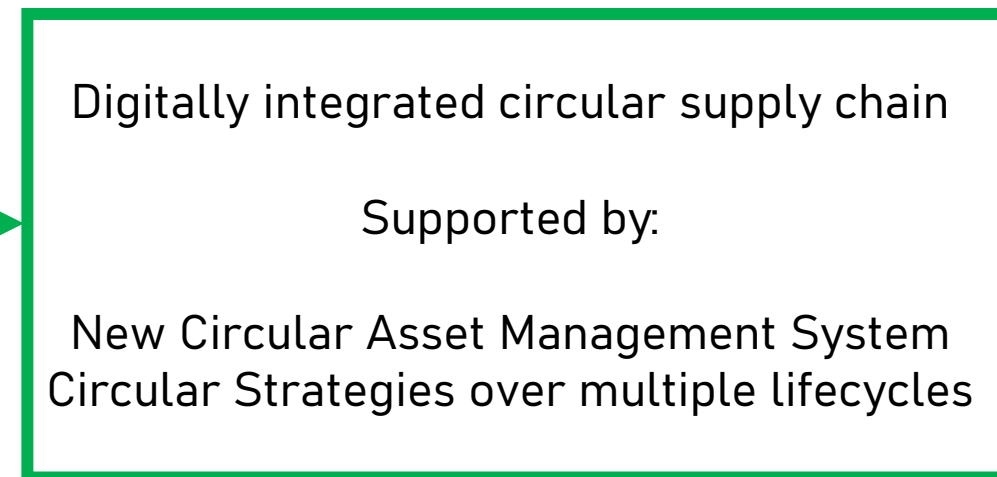 Digitally integrated circular supply chain
Supported by:
New Circular Asset Management System
Circular Strategies over multiple lifecycles